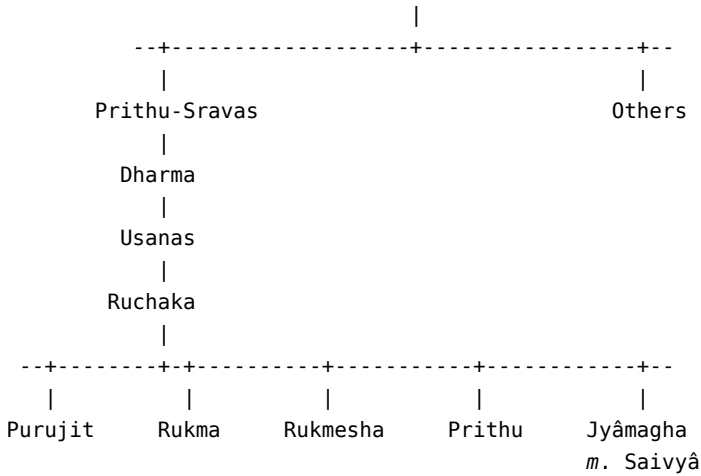 |
--+-------------------+-----------------+--
| |
Prithu-Sravas Others
|
Dharma
|
Usanas
|
Ruchaka
|
--+--------+-+----------+-----------+------------+--
| | | | |
Purujit Rukma Rukmesha Prithu Jyâmagha
m. Saivyâ